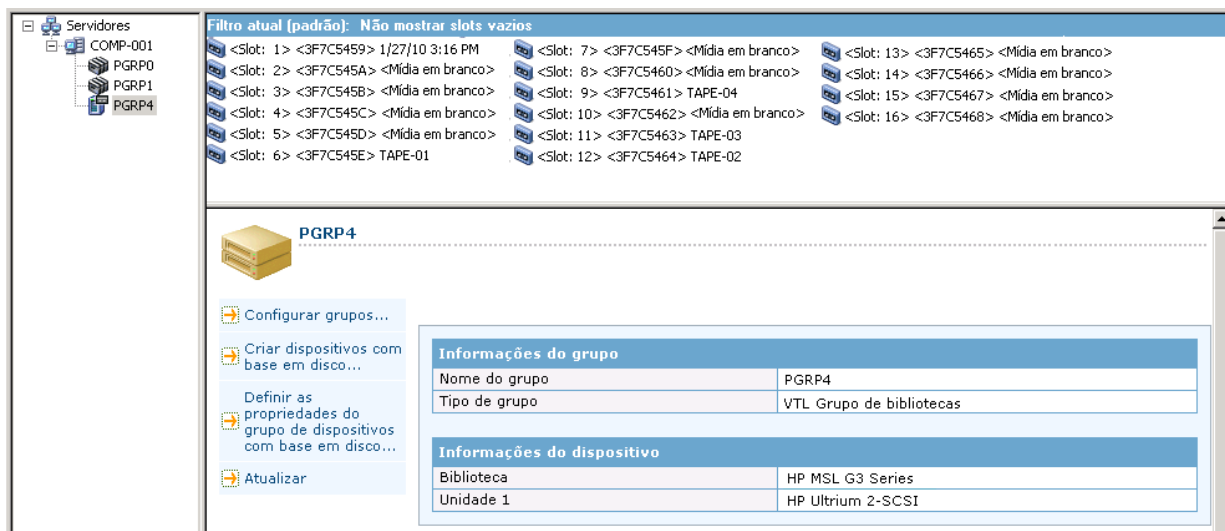 Servidores
COMP-001
PGRP0
PGRP1
PGRP4
Filtro atual (padrão): Não mostrar slots vazios
<Slot: 1> <3F7C5459> 1/27/10 3:16 PM
<Slot: 2> <3F7C545A> <Mídia em branco>
<Slot: 3> <3F7C545B> <Mídia em branco>
<Slot: 4> <3F7C545C> <Mídia em branco>
<Slot: 5> <3F7C545D> <Mídia em branco>
<Slot: 6> <3F7C545E> TAPE-01
<Slot: 7> <3F7C545F> <Mídia em branco>
<Slot: 8> <3F7C5460> <Mídia em branco>
<Slot: 9> <3F7C5461> TAPE-04
<Slot: 10> <3F7C5462> <Mídia em branco>
<Slot: 11> <3F7C5463> TAPE-03
<Slot: 12> <3F7C5464> TAPE-02
<Slot: 13> <3F7C5465> <Mídia em branco>
<Slot: 14> <3F7C5466> <Mídia em branco>
<Slot: 15> <3F7C5467> <Mídia em branco>
<Slot: 16> <3F7C5468> <Mídia em branco>
PGRP4
Configurar grupos...
Criar dispositivos com
base em disco...
Definir as
propriedades do
grupo de dispositivos
com base em disco...
Atualizar
Informações do grupo
Nome do grupo PGRP4
Tipo de grupo VTL Grupo de bibliotecas
Informações do dispositivo
Biblioteca HP MSL G3 Series
Unidade 1 HP Ultrium 2-SCSI